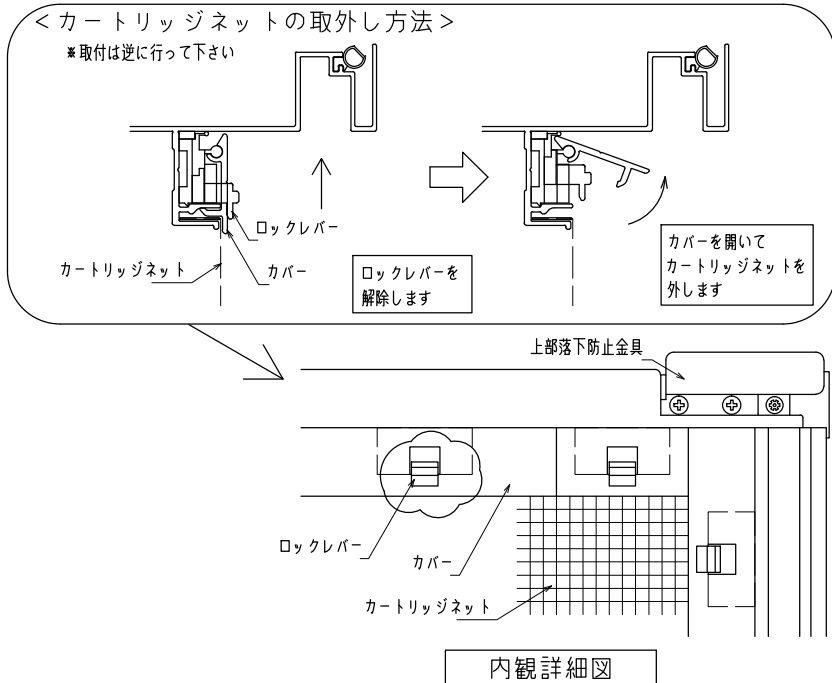 <カートリッジネットの取外し方法>
※取付は逆に行って下さい
ロックレバー
カートリッジネット
カバー
ロックレバーを
解除します
カバーを開いて
カートリッジネットを
外します
上部落下防止金具
ロックレバー
カバー
カートリッジネット
内観詳細図